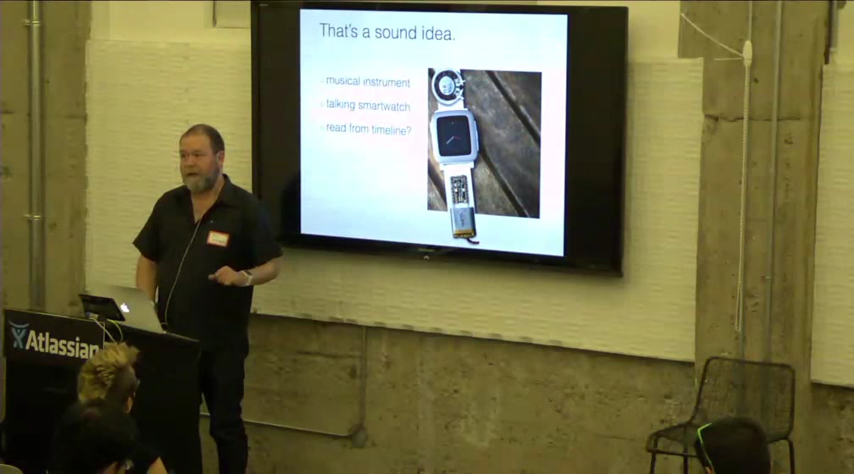 That's a sound idea.
musical instrument
talking smartwatch
read from timeline?
Atlassian